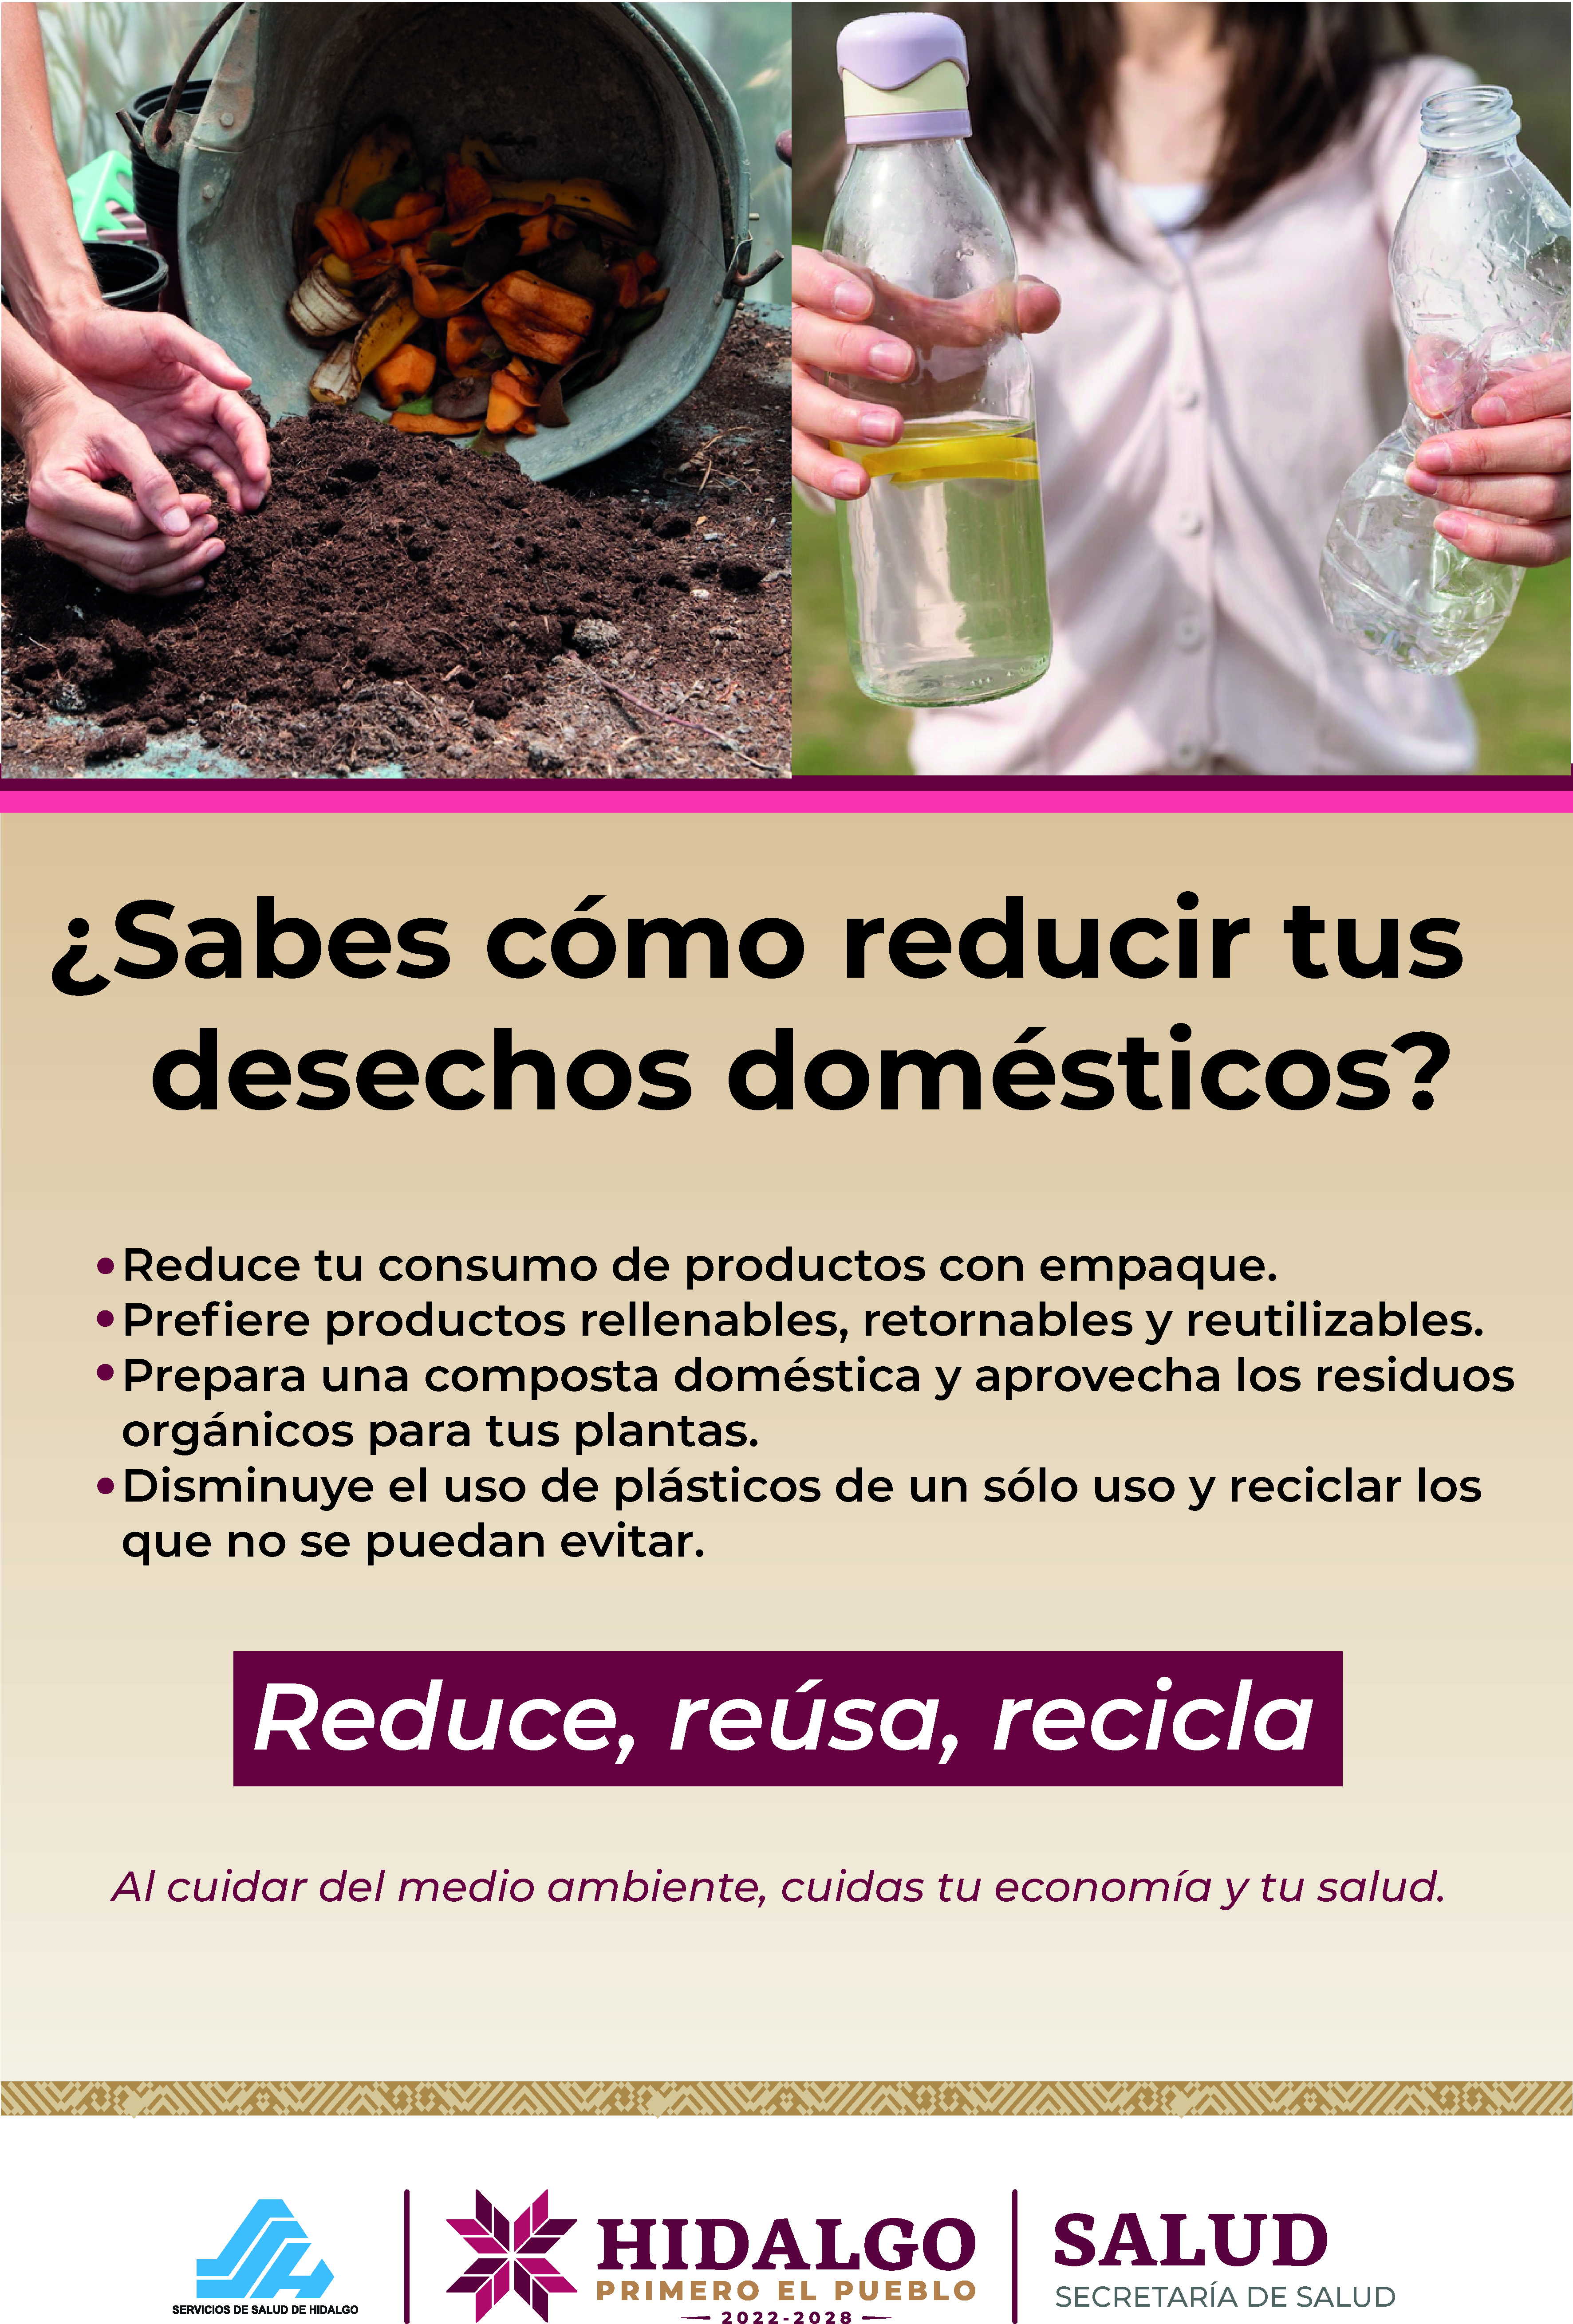 ¿Sabes cómo reducir tus
desechos domésticos?
•Reduce tu consumo de productos con empaque.
•Prefiere productos rellenables, retornables y reutilizables.
•Prepara una composta doméstica y aprovecha los residuos
orgánicos para tus plantas.
•Disminuye el uso de plásticos de un sólo uso y reciclar los
que no se puedan evitar.
Reduce, reúsa, recicla
Al cuidar del medio ambiente, cuidas tu economía y tu salud.
SERVICIOS DE SALUD DE HIDALGO
HIDALGO
PRIMERO EL PUEBLO
2022-2028
SALUD
SECRETARÍA DE SALUD